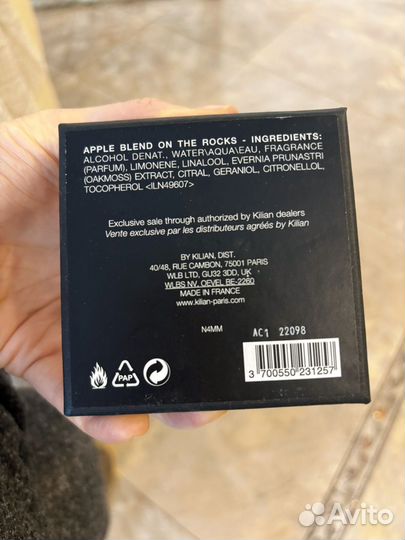 APPLE BLEND ON THE ROCKS - INGREDIENTS:
ALCOHOL DENAT., WATER\AQUA\EAU, FRAGRANCE
(PARFUM), LIMONENE, LINALOOL, EVERNIA PRUNASTRI
(OAKMOSS) EXTRACT, CITRAL, GERANIOL, CITRONELLOL,
TOCOPHEROL <ILN49607>
Exclusive sale through authorized by Kilian dealers
Vente exclusive par les distributeurs agréés by Kilian
BY KILIAN, DIST.
40/48, RUE CAMBON, 75001 PARIS
WLB LTD, GU32 3DD, UK
WLBS NV, OEVEL BE-2260
MADE IN FRANCE
www.kilian-paris.com
N4MM
AC1 22098
PAP
3 700550 231257
Avito